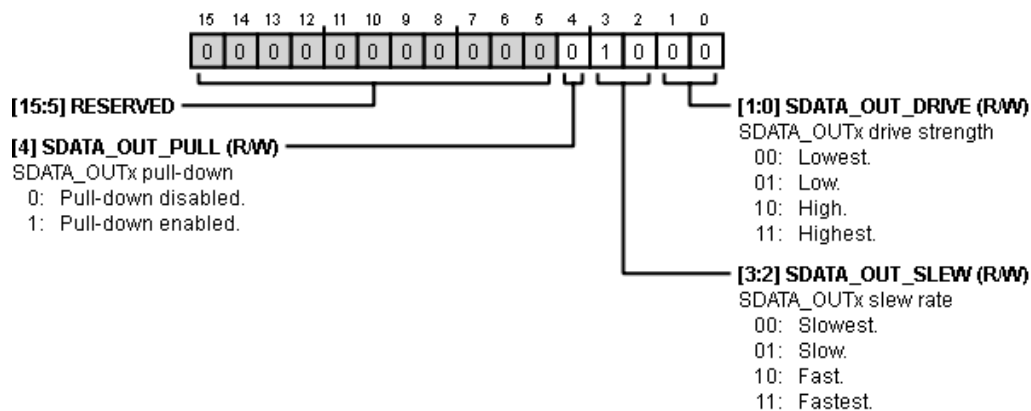 15 14 13 12 11 10 9 8 7 6 5 4 3 2 1 0
0 0 0 0 0 0 0 0 0 0 0 0 1 0 0 0
[15:5] RESERVED
[4] SDATA_OUT_PULL (R/W)
SDATA_OUTx pull-down
0: Pull-down disabled.
1: Pull-down enabled.
[1:0] SDATA_OUT_DRIVE (R/W)
SDATA_OUTx drive strength
00: Lowest.
01: Low.
10: High.
11: Highest.
[3:2] SDATA_OUT_SLEW (R/W)
SDATA_OUTx slew rate
00: Slowest.
01: Slow.
10: Fast.
11: Fastest.